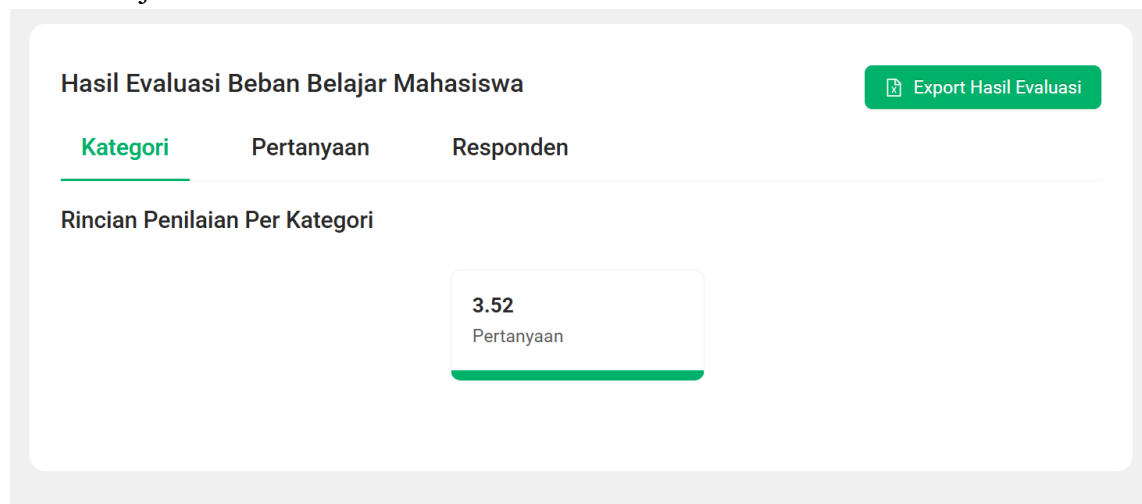 Hasil Evaluasi Beban Belajar Mahasiswa
Export Hasil Evaluasi
Kategori Pertanyaan Responden
Rincian Penilaian Per Kategori
3.52
Pertanyaan